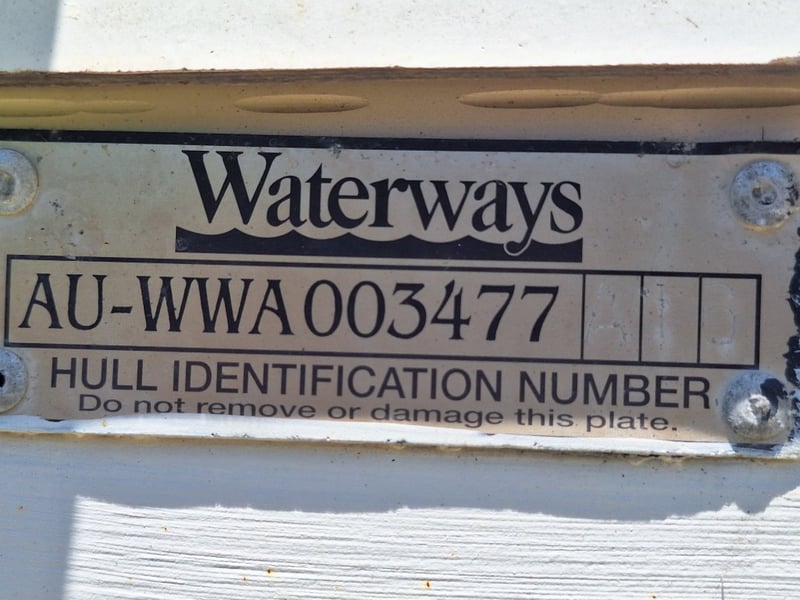 Waterways
AU-WWA003477
HULL IDENTIFICATION NUMBER
Do not remove or damage this plate.